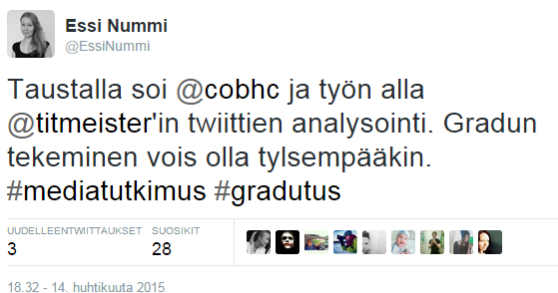 Essi Nummi
@EssiNummi
Taustalla soi @cobhc ja työn alla
@titmeister'in twiittien analysointi. Gradun
tekeminen vois olla tylsempääkin.
#mediatutkimus #gradutus
UUDELLEENTWIITTAUKSET SUOSIKIT
3 28
18.32 - 14. huhtikuuta 2015